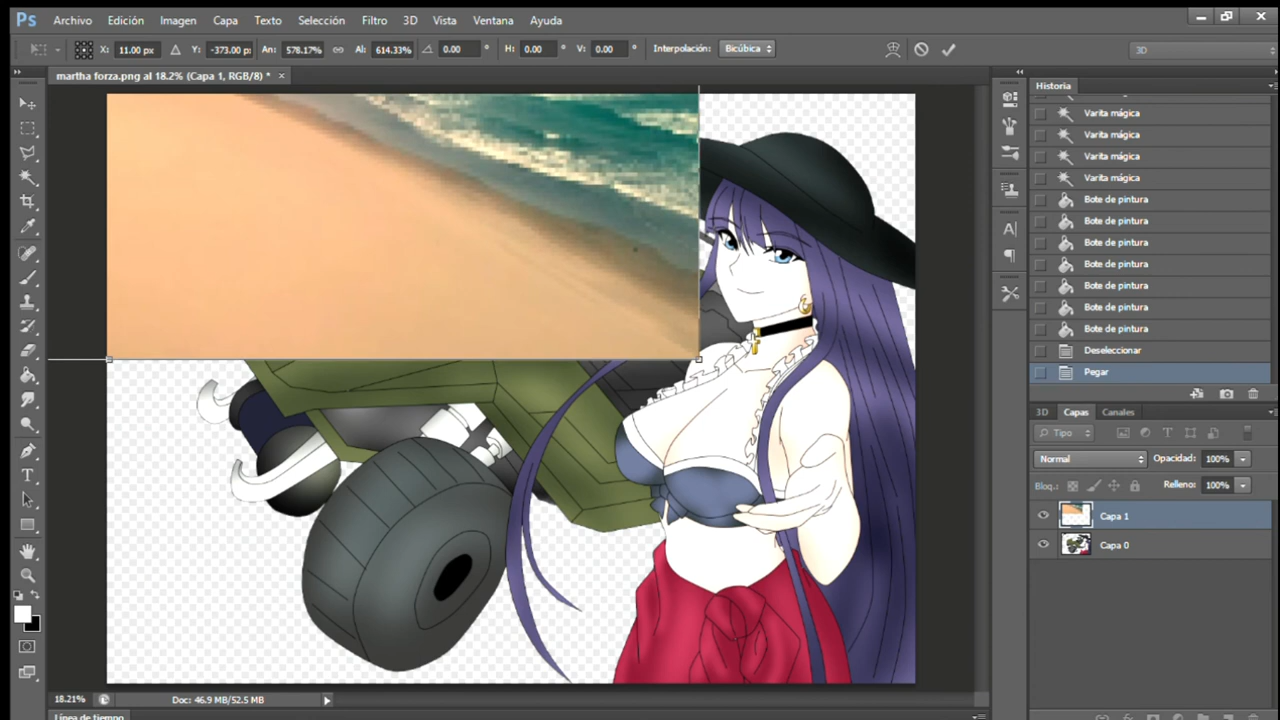 Ps Archivo Edición Imagen Capa Texto Selección Filtro 3D Vista Ventana Ayuda
X: 11.00 px Y: -373.00 px An: 578.17% Al: 614.33% 0.00 ° H: 0.00 ° V: 0.00 ° Interpolación: Bicúbica 3D
martha forza.png al 18.2% (Capa 1, RGB/8) * ×
Historia
Varita mágica
Varita mágica
Varita mágica
Varita mágica
Bote de pintura
Bote de pintura
Bote de pintura
Bote de pintura
Bote de pintura
Bote de pintura
Bote de pintura
Deseleccionar
Pegar
3D Capas Canales
Tipo
Normal Opacidad: 100%
Bloq.: Relleno: 100%
Capa 1
Capa 0
18.21% Doc: 46.9 MB/52.5 MB
Línea de tiempo